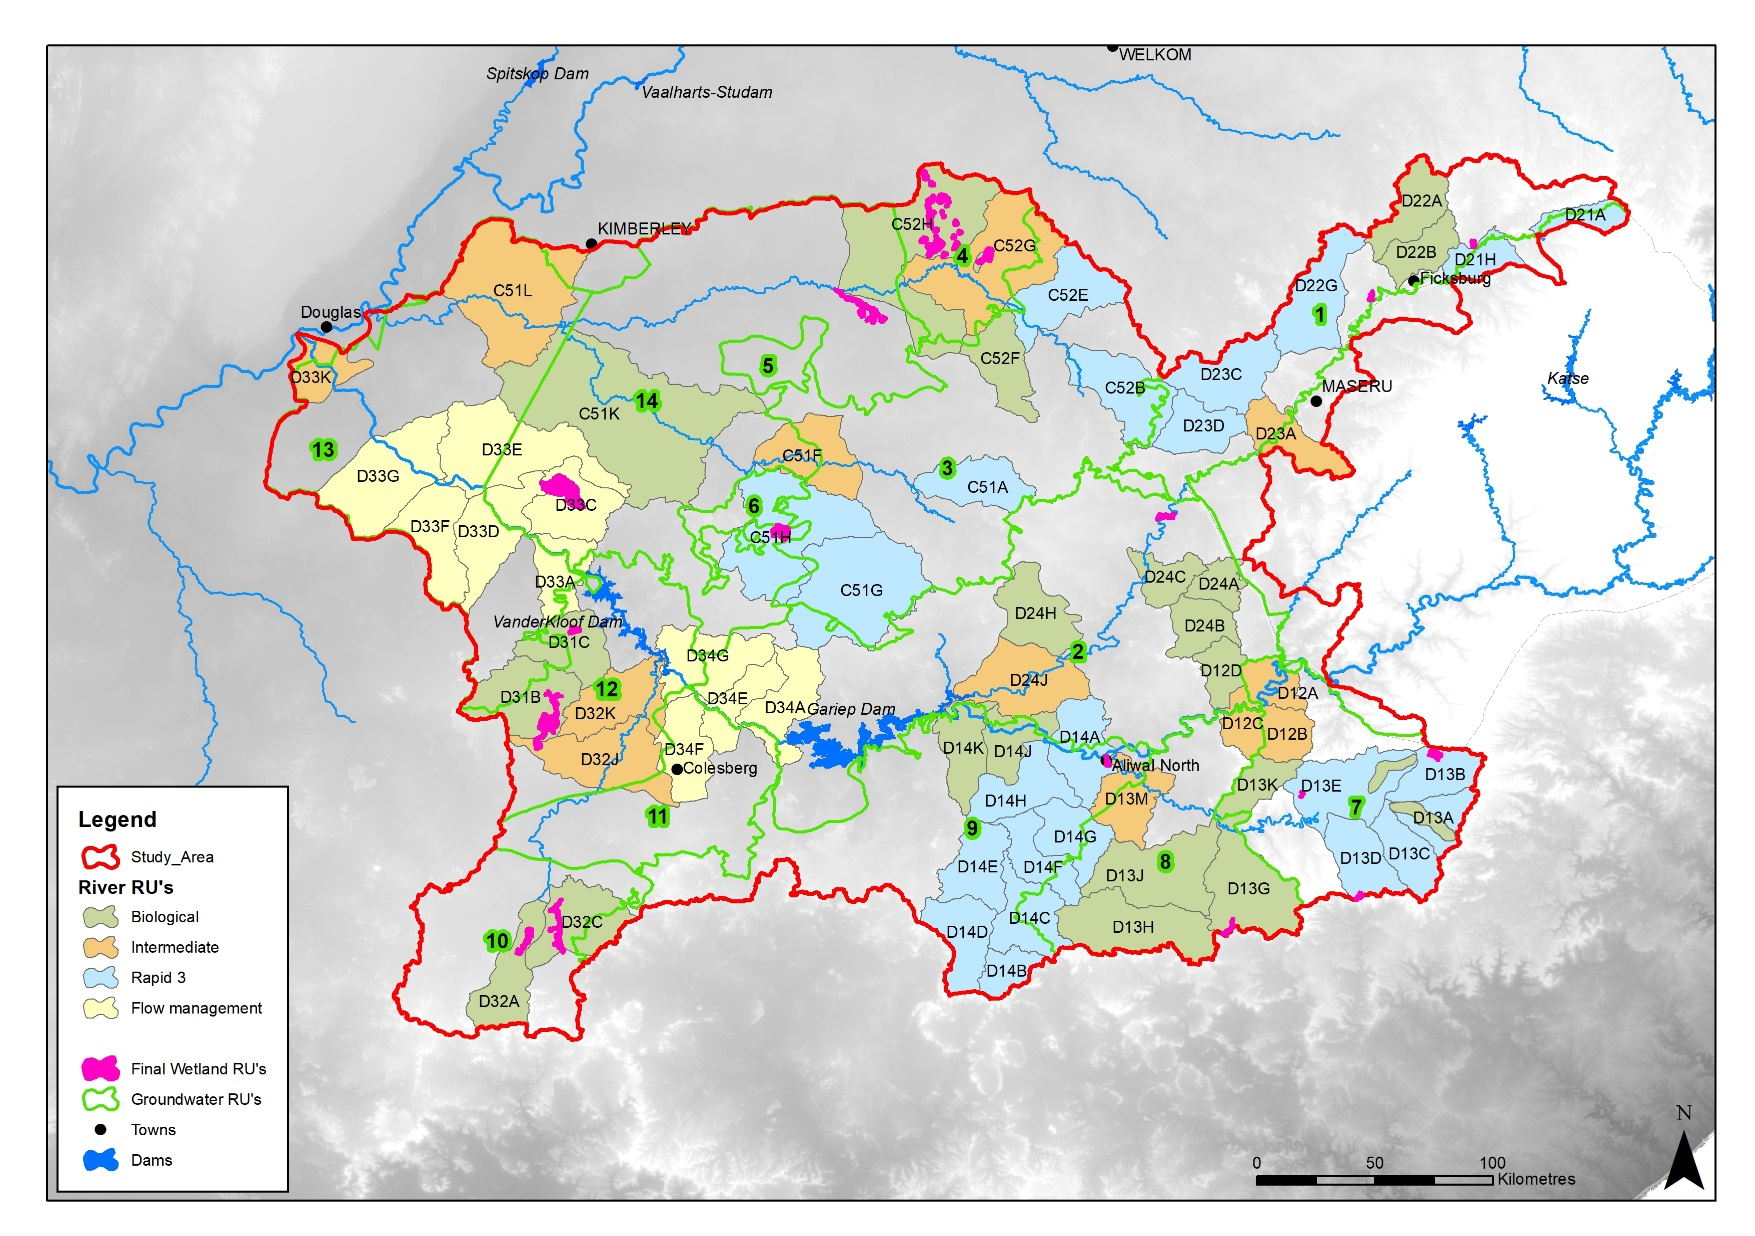 WELKOM
Spitskop Dam
Vaalharts-Studam
D22A
D21A
C52H
KIMBERLEY
C52G
D22B
4
D21H
Ficksburg
C51L
D22G
C52E
Douglas
1
C52F
5
D33K
D23C
Katse
C52B
MASERU
14
C51K
D23D
D23A
13
D33E
C51F
3
D33G
C51A
6
D33C
D33F
D33D
C51H
D33A
C51G
D24C
D24A
D24H
VanderKloof Dam
D24B
D31C
2
D34G
D12D
D24J
12
D31B
D34E
D12A
D34A
Gariep Dam
D32K
D12C
D12B
D14A
D34F
D14K
D14J
D32J
Colesberg
Aliwal North
D13B
D13K
D13E
D14H
D13M
7
11
D13A
9
D14G
D13D
D13C
D14E
D14F
8
D13J
D13G
D32C
D14C
D13H
10
D14D
D14B
D32A
Legend
Study_Area
River RU's
Biological
Intermediate
Rapid 3
Flow management
Final Wetland RU's
Groundwater RU's
Towns
Dams
N
0
50
100
Kilometres